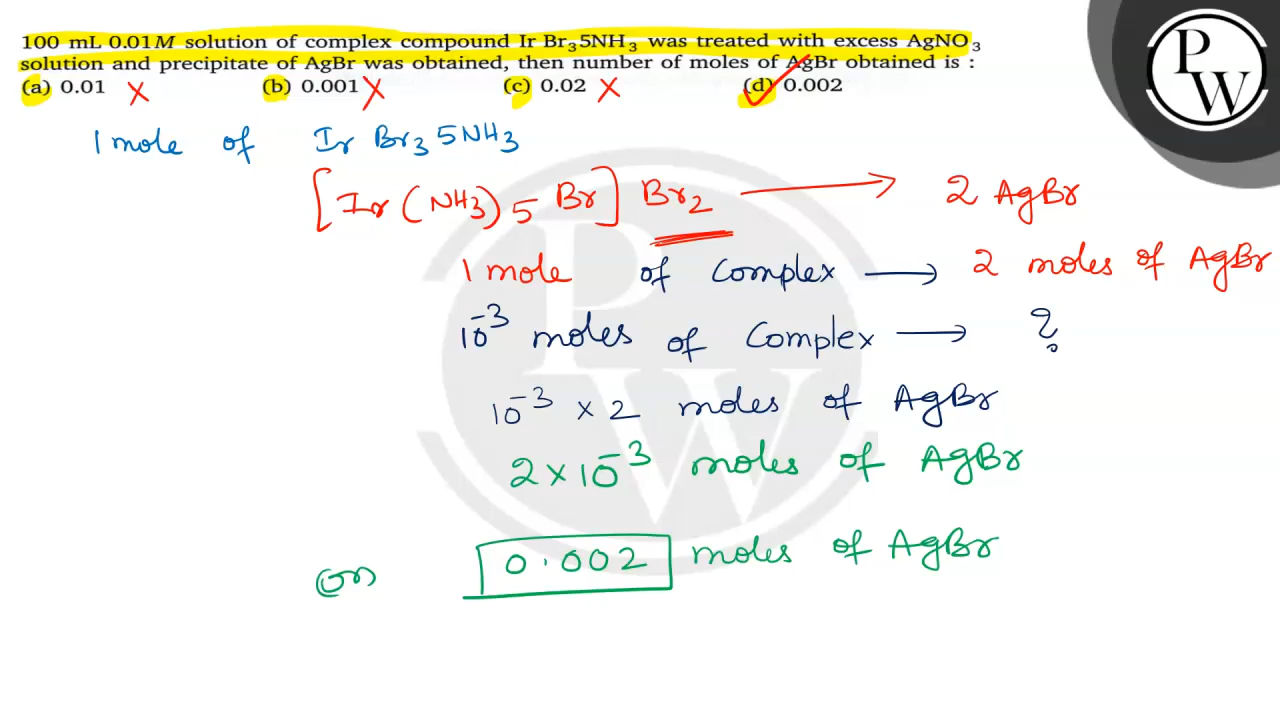 100 mL 0.01M solution of complex compound Ir Br₃5NH₃ was treated with excess AgNO₃
solution and precipitate of AgBr was obtained, then number of moles of AgBr obtained is :
(a) 0.01 ✗ (b) 0.001 ✗ (c) 0.02 ✗ (d) 0.002
1 mole of Ir Br₃ 5NH₃
[Ir (NH₃)₅ Br] Br₂ → 2 AgBr
1 mole of Complex → 2 moles of AgBr
10⁻³ moles of Complex → ?
10⁻³ × 2 moles of AgBr
2 × 10⁻³ moles of AgBr
(or) 0.002 moles of AgBr
P
W
P
W